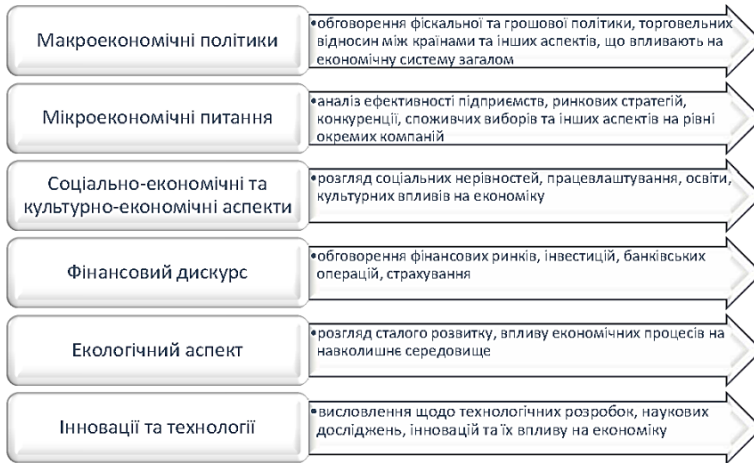 Макроекономічні політики
•обговорення фіскальної та грошової політики, торговельних
відносин між країнами та інших аспектів, що впливають на
економічну систему загалом
Мікроекономічні питання
•аналіз ефективності підприємств, ринкових стратегій,
конкуренції, споживчих виборів та інших аспектів на рівні
окремих компаній
Соціально-економічні та
культурно-економічні аспекти
•розгляд соціальних нерівностей, працевлаштування, освіти,
культурних впливів на економіку
Фінансовий дискурс
•обговорення фінансових ринків, інвестицій, банківських
операцій, страхування
Екологічний аспект
•розгляд сталого розвитку, впливу економічних процесів на
навколишнє середовище
Інновації та технології
•висловлення щодо технологічних розробок, наукових
досліджень, інновацій та їх впливу на економіку